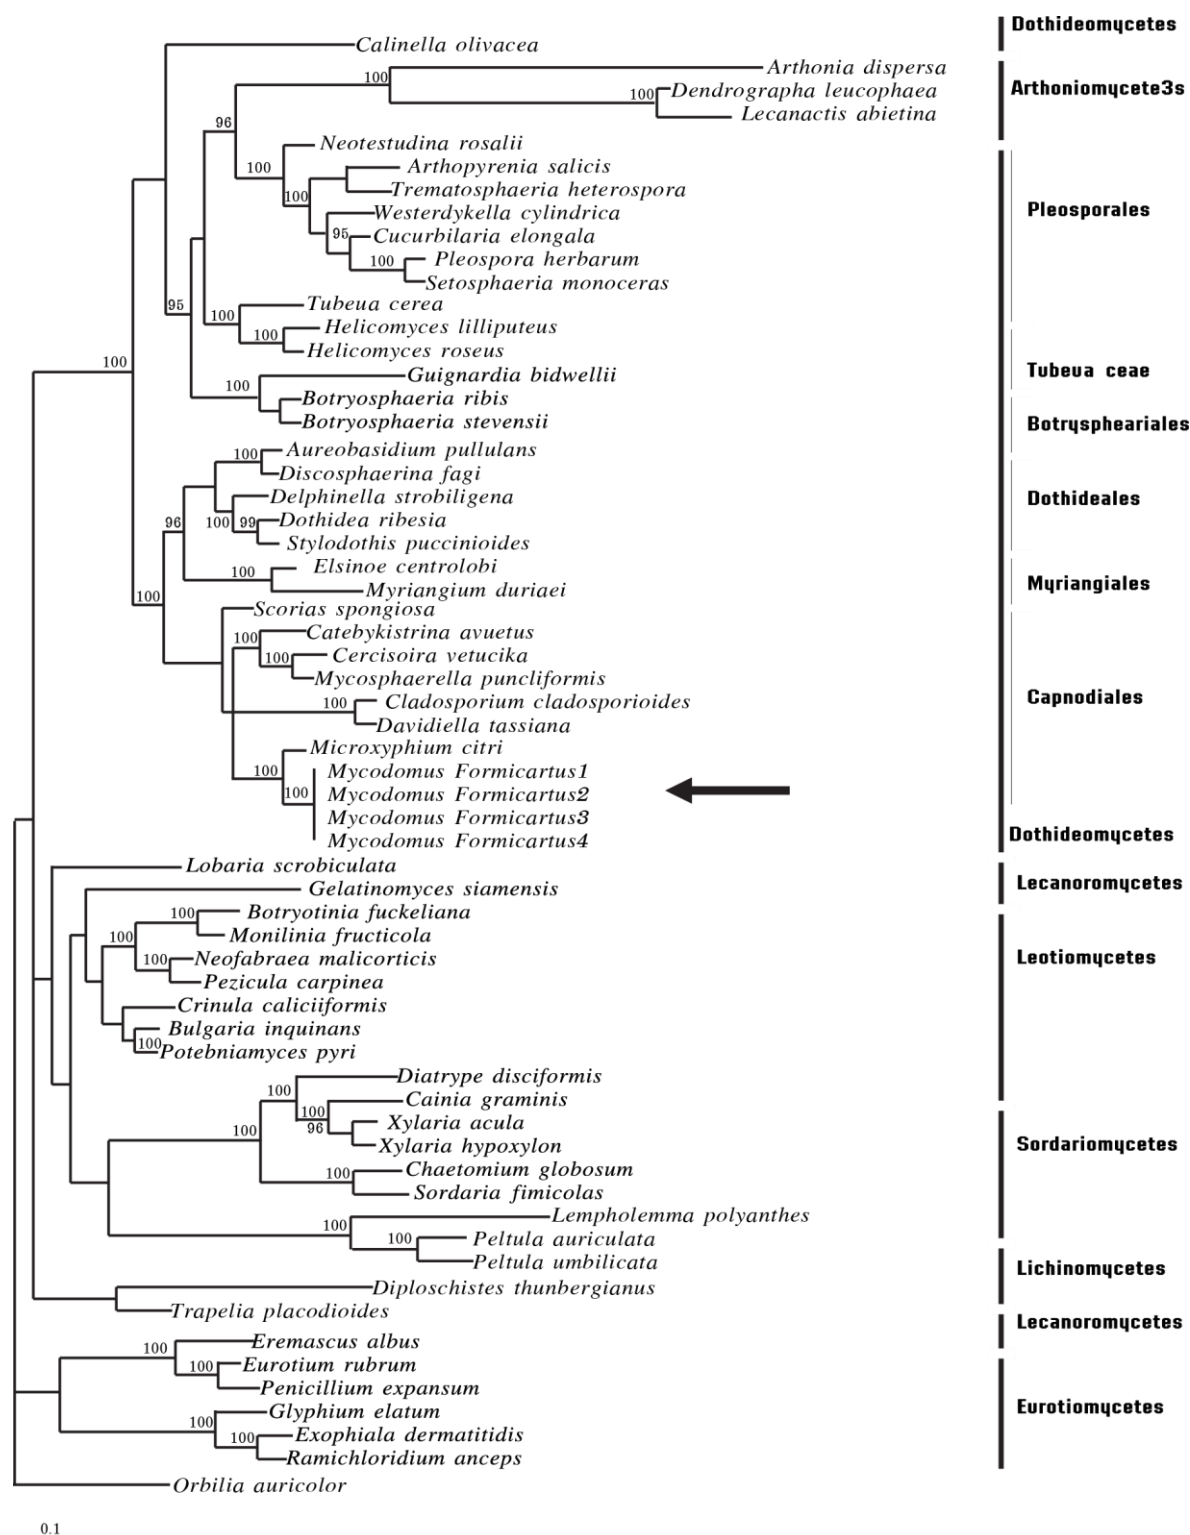 Dothideomycetes
Calinella olivacea
Arthonia dispersa
100
Dendrographa leucophaea
Arthoniomycete3s
100
Lecanactis abietina
96
Neotestudina rosalii
Arthopyrenia salicis
100
Trematosphaeria heterospora
100
Westerdykella cylindrica
Pleosporales
95
Cucurbilaria elongala
Pleospora herbarum
100
Setosphaeria monoceras
95
Tubeua cerea
100
Helicomyces lilliputeus
100
Helicomyces roseus
100
Guignardia bidwellii
Tubeua ceae
100
Botryosphaeria ribis
Botryosphaeria stevensii
Botryspheariales
Aureobasidium pullulans
100
Discosphaerina fagi
Delphinella strobiligena
Dothideales
96
100
99
Dothidea ribesia
Stylodothis puccinioides
Elsinoe centrolobi
100
Myriangiales
Myriangium duriaei
100
Scorias spongiosa
Catebykistrina avuetus
100
Cercisoira vetucika
100
Mycosphaerella puncliformis
Cladosporium cladosporioides
Capnodiales
100
Davidiella tassiana
Microxyphium citri
100
Mycodomus Formicartus1
100
Mycodomus Formicartus2
Mycodomus Formicartus3
Mycodomus Formicartus4
Dothideomycetes
Lobaria scrobiculata
Gelatinomyces siamensis
Lecanoromycetes
100
Botryotinia fuckeliana
100
Monilinia fructicola
100
Neofabraea malicorticis
Leotiomycetes
Pezicula carpinea
Crinula caliciiformis
Bulgaria inquinans
100
Potebniamyces pyri
Diatrype disciformis
100
Cainia graminis
100
96
Xylaria acula
100
Xylaria hypoxylon
Sordariomycetes
100
Chaetomium globosum
Sordaria fimicolas
Lempholemma polyanthes
100
Peltula auriculata
100
Peltula umbilicata
Lichinomycetes
Diploschistes thunbergianus
Trapelia placodioides
Lecanoromycetes
Eremascus albus
100
Eurotium rubrum
100
Penicillium expansum
Glyphium elatum
Eurotiomycetes
100
Exophiala dermatitidis
100
Ramichloridium anceps
Orbilia auricolor
0.1